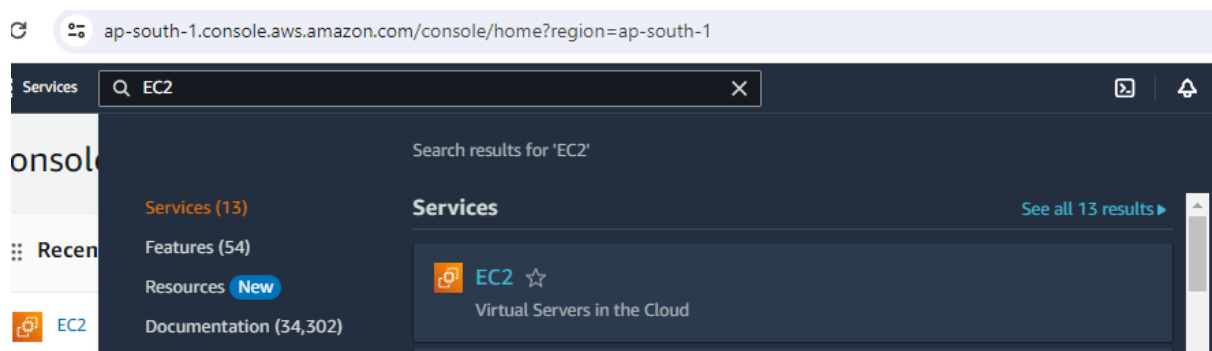 ap-south-1.console.aws.amazon.com/console/home?region=ap-south-1
Services EC2
onsole
Search results for 'EC2'
Services (13)
Features (54)
Resources New
Documentation (34,302)
Services See all 13 results
EC2
Virtual Servers in the Cloud
Recen
EC2